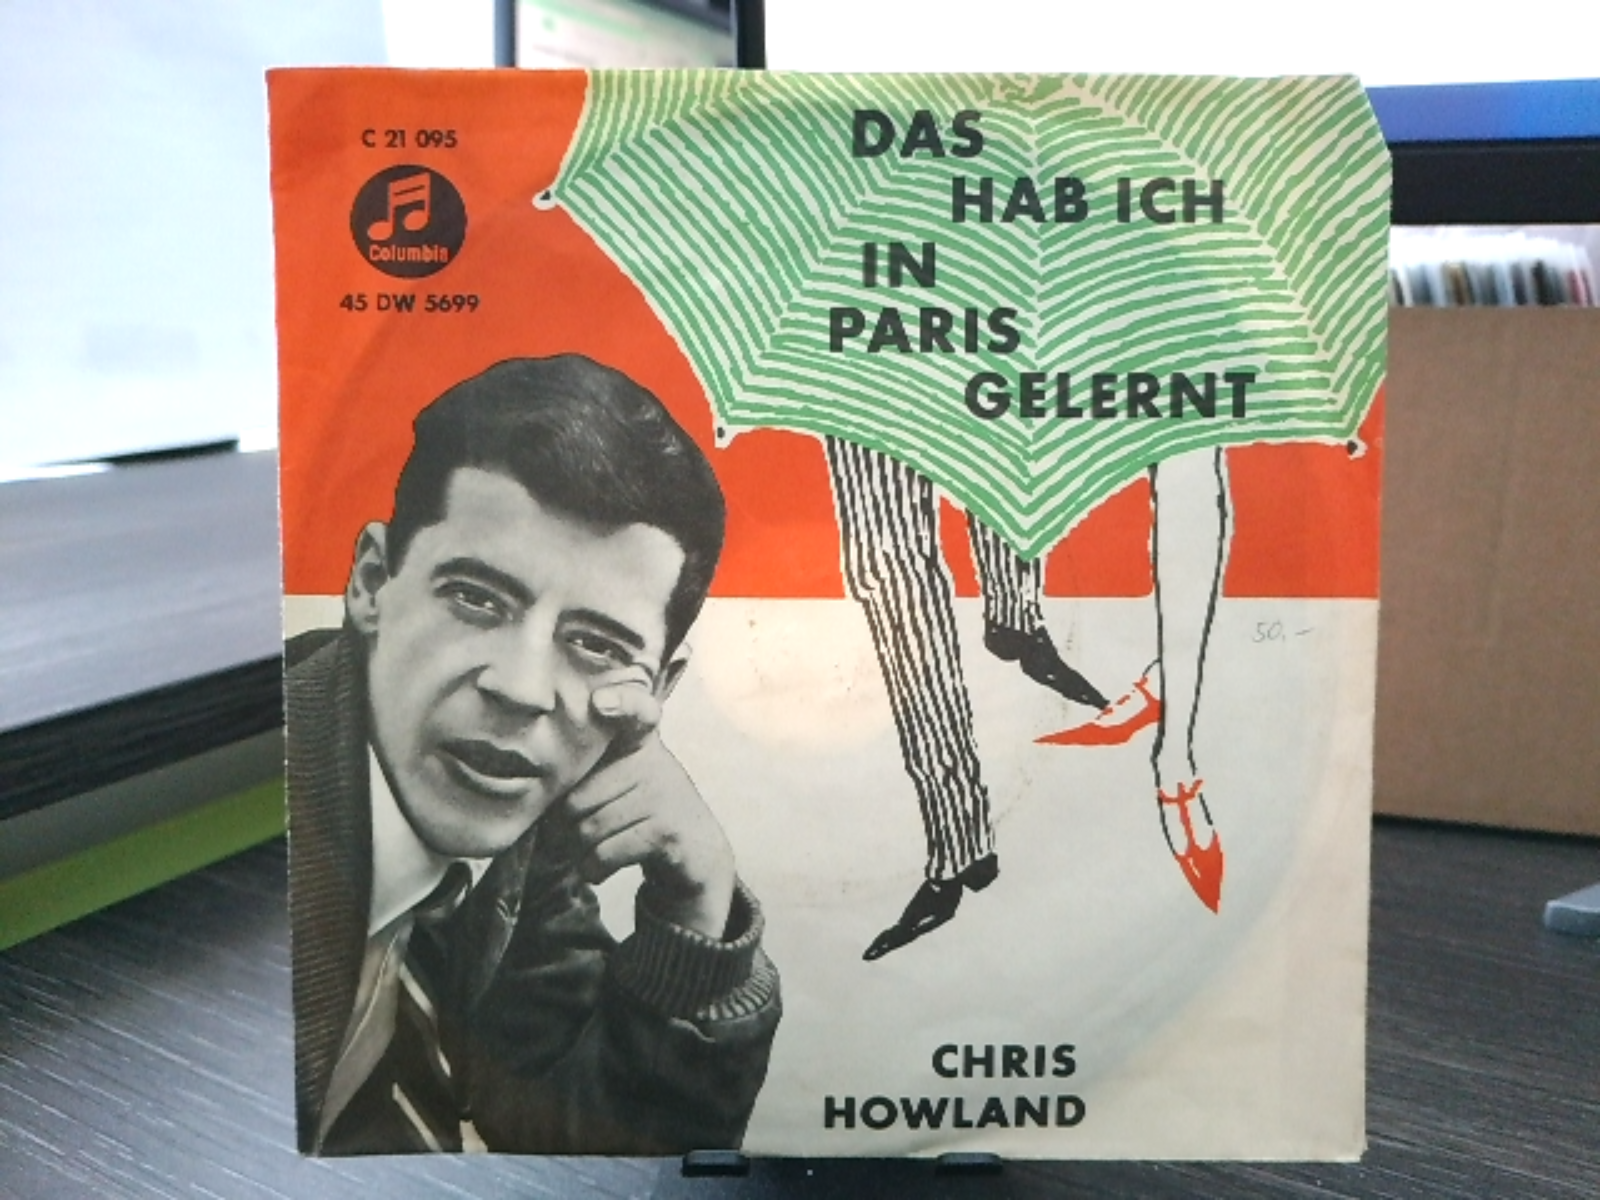 C 21 095
Columbia
45 DW 5699
DAS
HAB ICH
IN
PARIS
GELERNT
50,-
CHRIS
HOWLAND